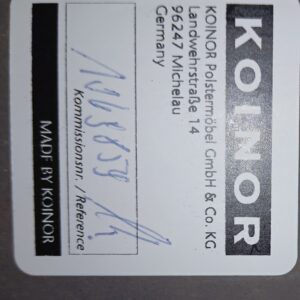 KOINOR
KOINOR Polstermöbel GmbH & Co. KG
Landwehrstraße 14
96247 Michelau
Germany
Kommissionsnr. / Reference
MADE BY KOINOR